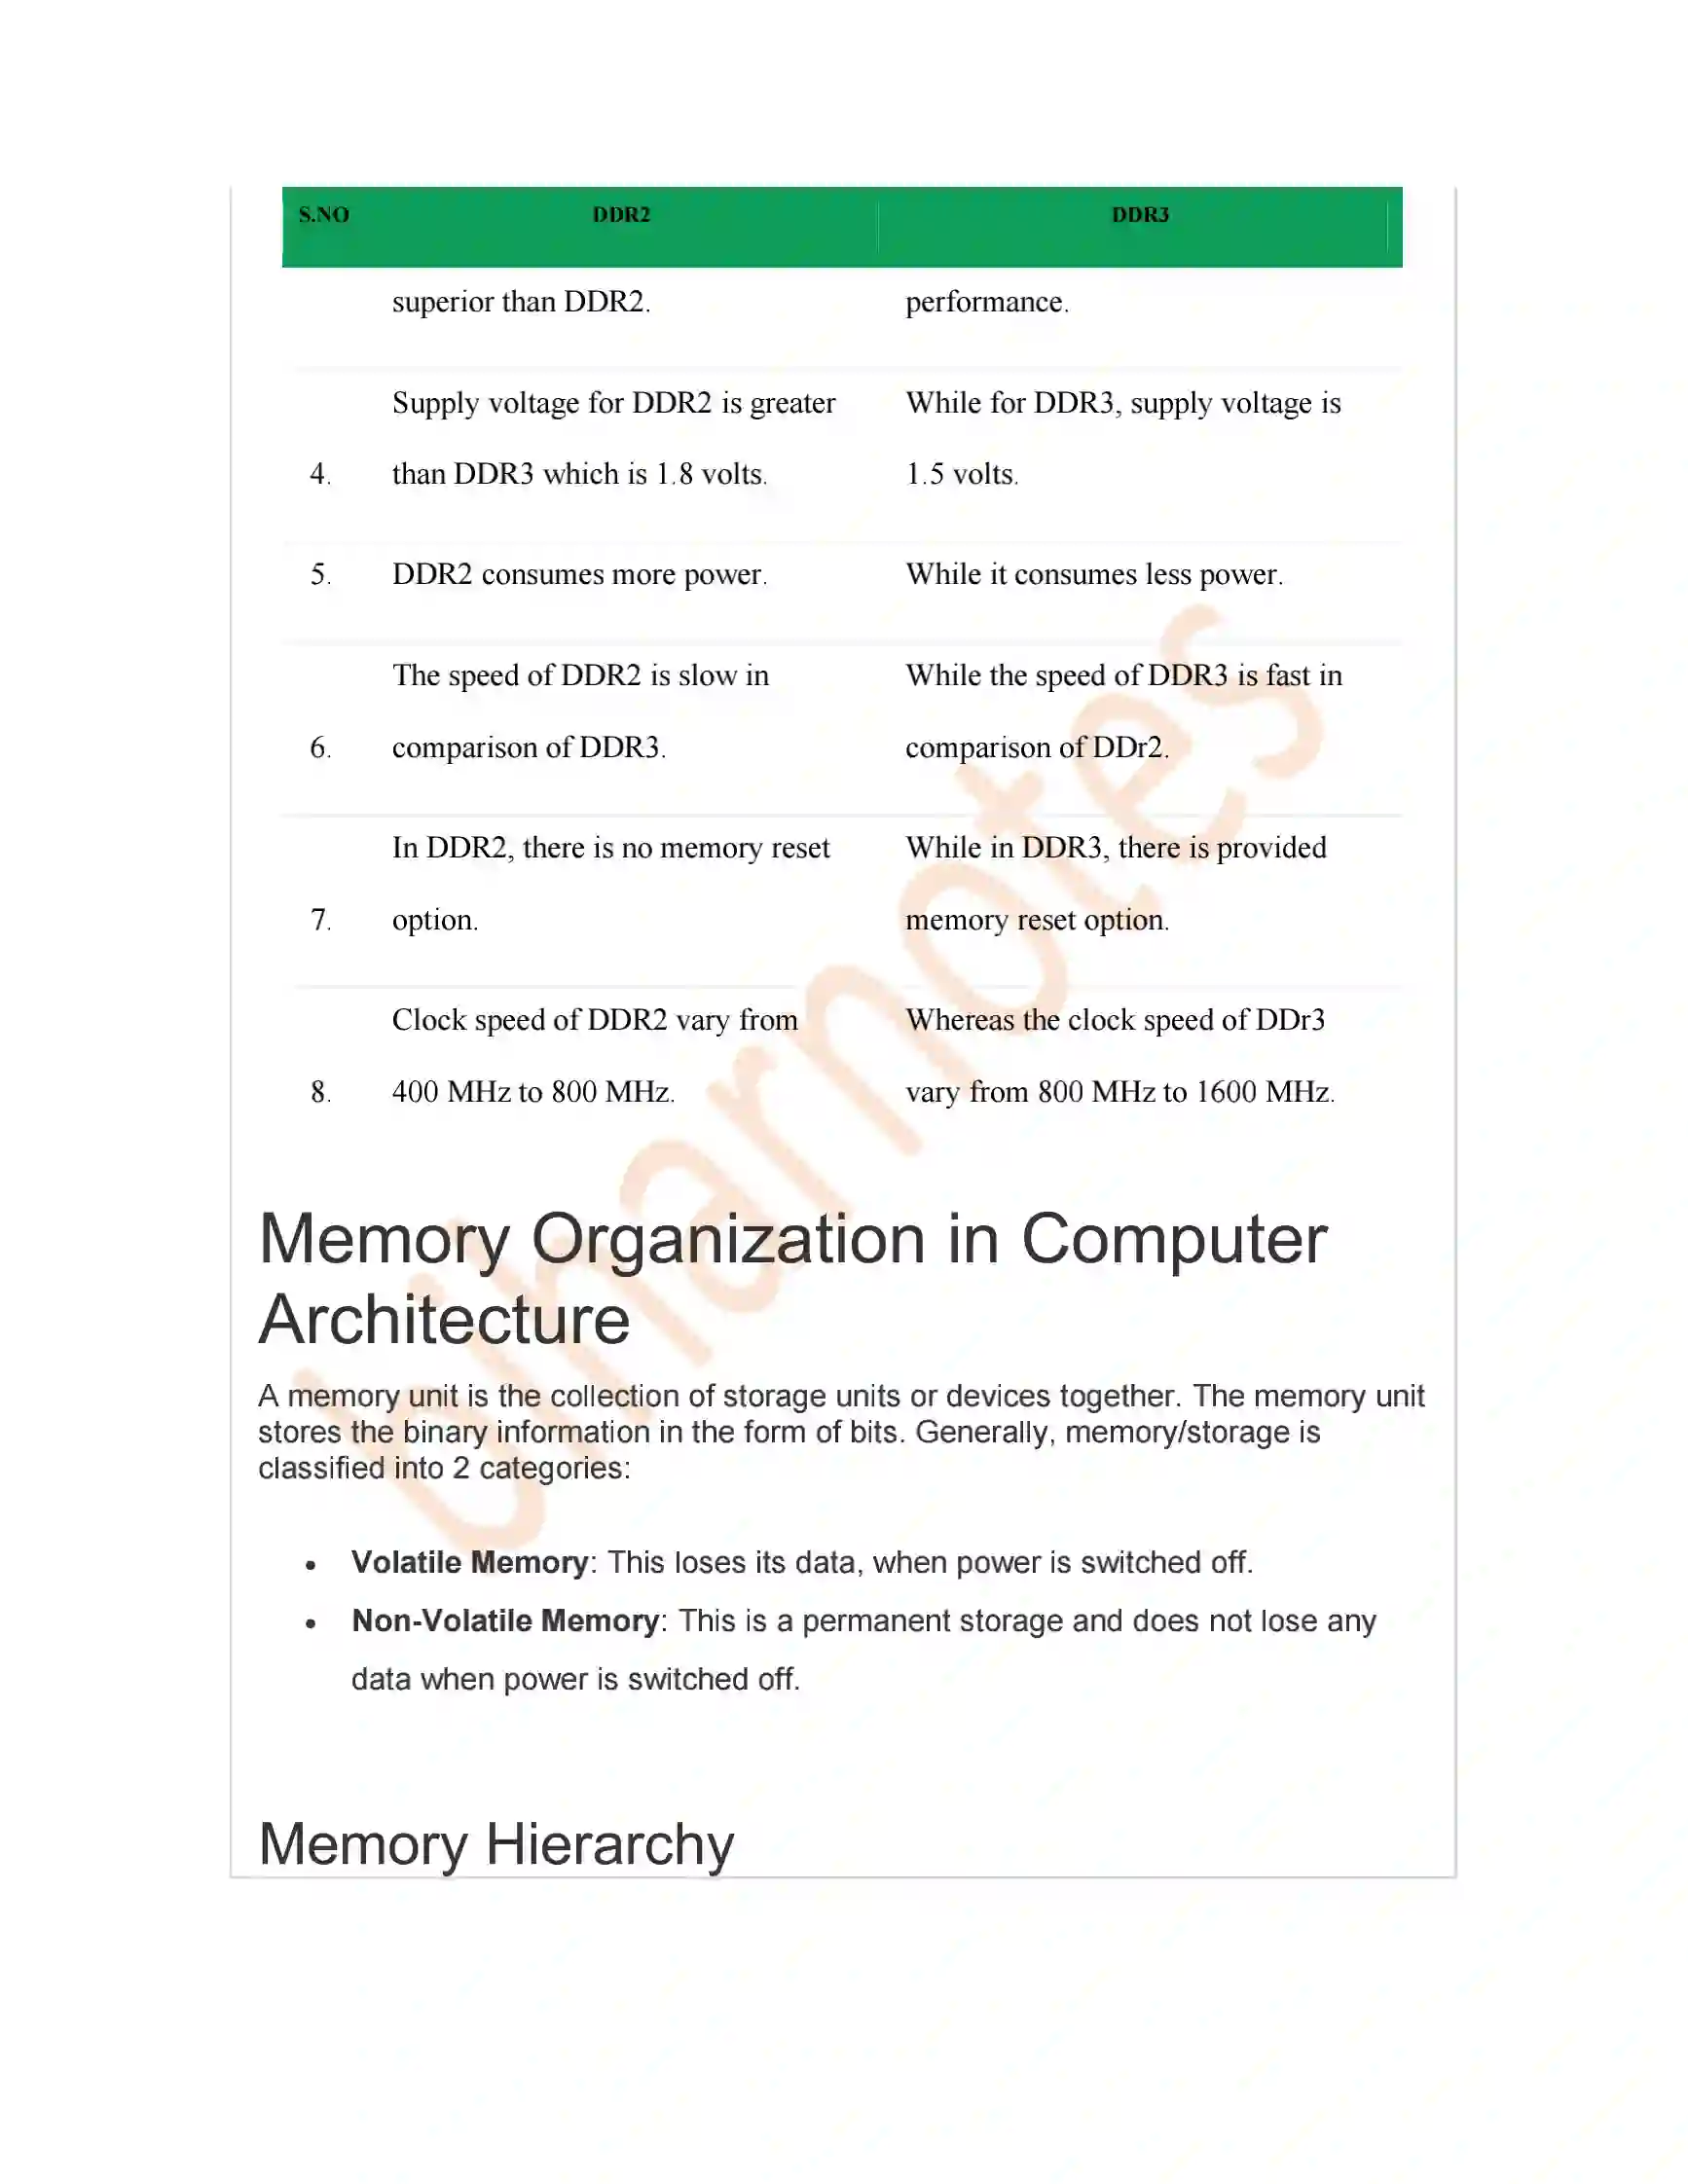 S.NO DDR2 DDR3
superior than DDR2. performance.
Supply voltage for DDR2 is greater While for DDR3, supply voltage is
4. than DDR3 which is 1.8 volts. 1.5 volts.
5. DDR2 consumes more power. While it consumes less power.
The speed of DDR2 is slow in While the speed of DDR3 is fast in
6. comparison of DDR3. comparison of DDr2.
In DDR2, there is no memory reset While in DDR3, there is provided
7. option. memory reset option.
Clock speed of DDR2 vary from Whereas the clock speed of DDr3
8. 400 MHz to 800 MHz. vary from 800 MHz to 1600 MHz.
Memory Organization in Computer
Architecture
A memory unit is the collection of storage units or devices together. The memory unit
stores the binary information in the form of bits. Generally, memory/storage is
classified into 2 categories:
• Volatile Memory: This loses its data, when power is switched off.
• Non-Volatile Memory: This is a permanent storage and does not lose any
data when power is switched off.
Memory Hierarchy
biharnotes